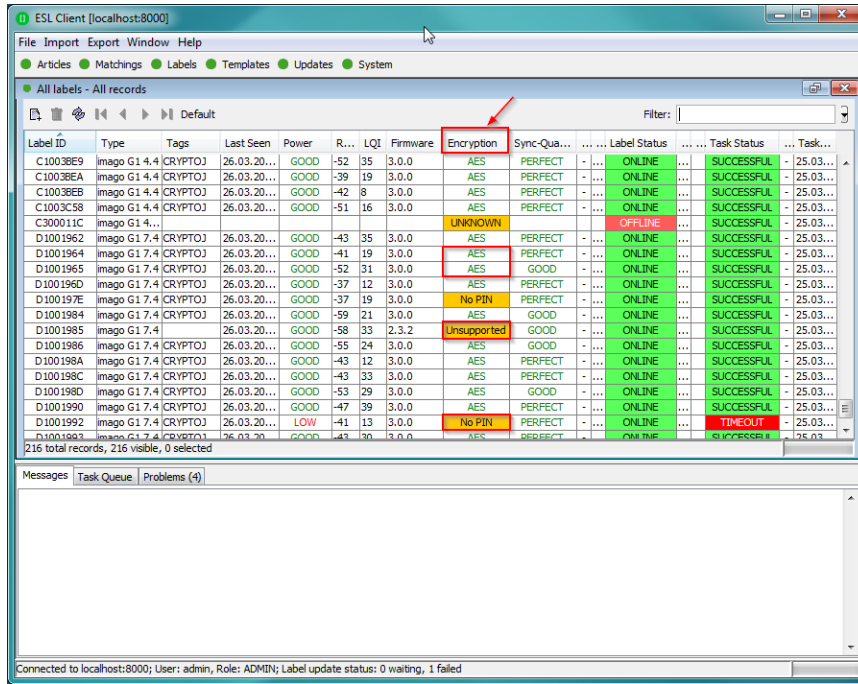 ESL Client [localhost:8000]
File Import Export Window Help
Articles Matchings Labels Templates Updates System
All labels - All records
Default Filter:
Label ID Type Tags Last Seen Power R... LQI Firmware Encryption Sync-Qua... ... ... Label Status ... ... Task Status ... Task...
C1003BE9 imago G1 4.4 CRYPTOJ 26.03.20... GOOD -52 35 3.0.0 AES PERFECT - ... ONLINE ... SUCCESSFUL - 25.03...
C1003BEA imago G1 4.4 CRYPTOJ 26.03.20... GOOD -39 19 3.0.0 AES PERFECT - ... ONLINE ... SUCCESSFUL - 25.03...
C1003BEB imago G1 4.4 CRYPTOJ 26.03.20... GOOD -42 8 3.0.0 AES PERFECT - ... ONLINE ... SUCCESSFUL - 25.03...
C1003C58 imago G1 4.4 CRYPTOJ 26.03.20... GOOD -51 16 3.0.0 AES PERFECT - ... ONLINE ... SUCCESSFUL - 25.03...
C300011C imago G1 4... UNKNOWN OFFLINE ... SUCCESSFUL - 25.03...
D1001962 imago G1 7.4 CRYPTOJ 26.03.20... GOOD -43 35 3.0.0 AES PERFECT - ... ONLINE ... SUCCESSFUL - 25.03...
D1001964 imago G1 7.4 CRYPTOJ 26.03.20... GOOD -41 19 3.0.0 AES PERFECT - ... ONLINE ... SUCCESSFUL - 25.03...
D1001965 imago G1 7.4 CRYPTOJ 26.03.20... GOOD -52 31 3.0.0 AES GOOD - ... ONLINE ... SUCCESSFUL - 25.03...
D100196D imago G1 7.4 CRYPTOJ 26.03.20... GOOD -37 12 3.0.0 AES PERFECT - ... ONLINE ... SUCCESSFUL - 25.03...
D100197E imago G1 7.4 CRYPTOJ 26.03.20... GOOD -37 19 3.0.0 No PIN PERFECT - ... ONLINE ... SUCCESSFUL - 25.03...
D1001984 imago G1 7.4 CRYPTOJ 26.03.20... GOOD -59 21 3.0.0 AES GOOD - ... ONLINE ... SUCCESSFUL - 25.03...
D1001985 imago G1 7.4 26.03.20... GOOD -58 33 2.3.2 Unsupported GOOD - ... ONLINE ... SUCCESSFUL - 25.03...
D1001986 imago G1 7.4 CRYPTOJ 26.03.20... GOOD -55 24 3.0.0 AES GOOD - ... ONLINE ... SUCCESSFUL - 25.03...
D100198A imago G1 7.4 CRYPTOJ 26.03.20... GOOD -43 12 3.0.0 AES PERFECT - ... ONLINE ... SUCCESSFUL - 25.03...
D100198C imago G1 7.4 CRYPTOJ 26.03.20... GOOD -43 33 3.0.0 AES PERFECT - ... ONLINE ... SUCCESSFUL - 25.03...
D100198D imago G1 7.4 CRYPTOJ 26.03.20... GOOD -53 29 3.0.0 AES GOOD - ... ONLINE ... SUCCESSFUL - 25.03...
D1001990 imago G1 7.4 CRYPTOJ 26.03.20... GOOD -47 39 3.0.0 AES PERFECT - ... ONLINE ... SUCCESSFUL - 25.03...
D1001992 imago G1 7.4 CRYPTOJ 26.03.20... LOW -41 13 3.0.0 No PIN PERFECT - ... ONLINE ... TIMEOUT - 25.03...
D1001993 imago G1 7.4 CRYPTOJ 26.03.20... GOOD -43 30 3.0.0 AES PERFECT - ... ONLINE ... SUCCESSFUL - 25.03...
216 total records, 216 visible, 0 selected
Messages Task Queue Problems (4)
Connected to localhost:8000; User: admin, Role: ADMIN; Label update status: 0 waiting, 1 failed